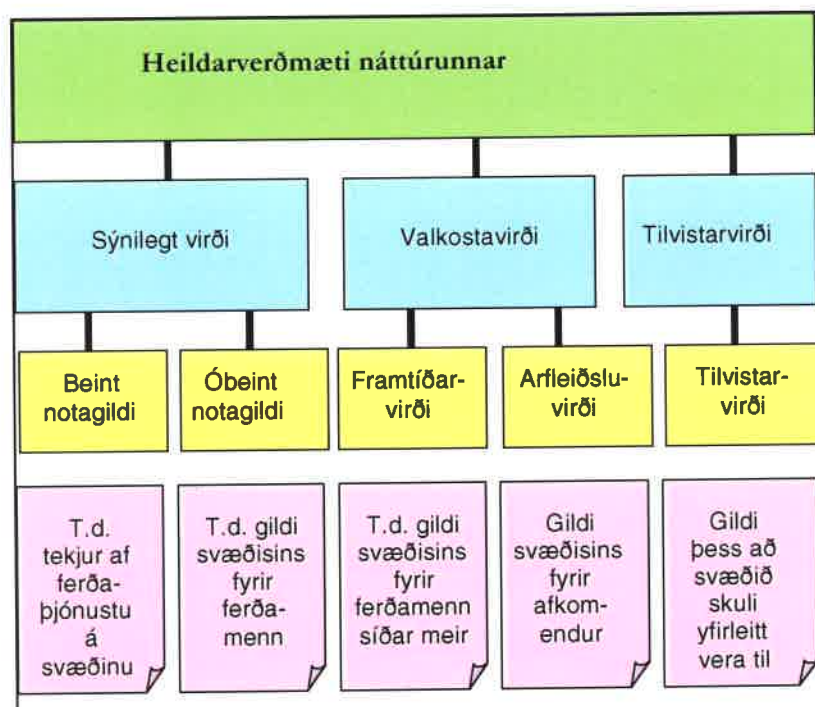 Heildarverðmæti náttúrunnar
Sýnilegt virði
Valkostavirði
Tilvistarvirði
Beint
notagildi
Óbeint
notagildi
Framtíðar-
virði
Arfleiðslu-
virði
Tilvistar-
virði
T.d.
tekjur af
ferða-
þjónustu
á
svæðinu
T.d. gildi
svæðisins
fyrir
ferða-
menn
T.d. gildi
svæðisins
fyrir
ferðamenn
síðar meir
Gildi
svæðisins
fyrir
afkom-
endur
Gildi
þess að
svæðið
skuli
yfirleitt
vera til